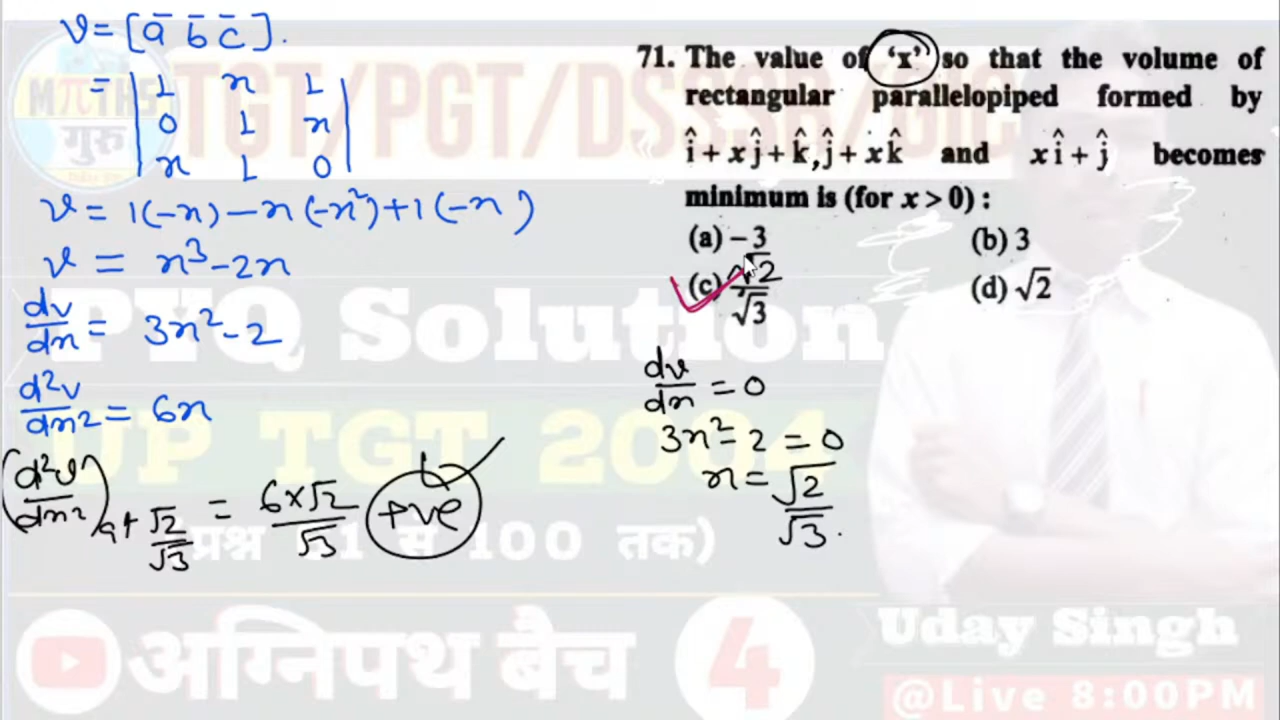 v = [ā b̄ c̄].
= | 1 x 1 |
| 0 1 x |
| x 1 0 |
v = 1(-x) - x(-x²) + 1(-x)
v = x³ - 2x
dv/dx = 3x² - 2
d²v/dx² = 6x
(d²v/dx²) at √2/√3 = 6×√2/√3 +ve
71. The value of 'x' so that the volume of
rectangular parallelopiped formed by
î + xĵ + k̂, ĵ + xk̂ and xî + ĵ becomes
minimum is (for x > 0) :
(a) – 3 (b) 3
(c) √2/√3 (d) √2
dv/dx = 0
3x² - 2 = 0
x = √2/√3.
TGT/PGT/DSSSB/GIC
MπTHS
गुरु
PYQ Solution
UP TGT 2004
(प्रश्न 1 से 100 तक)
अग्निपथ बैच 4
Uday Singh
@Live 8:00PM